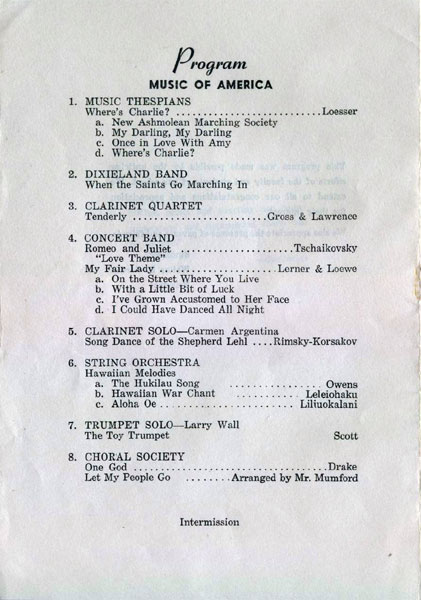 Program
MUSIC OF AMERICA
1. MUSIC THESPIANS
Where's Charlie? ..........................Loesser
a. New Ashmolean Marching Society
b. My Darling, My Darling
c. Once in Love With Amy
d. Where's Charlie?
2. DIXIELAND BAND
When the Saints Go Marching In
3. CLARINET QUARTET
Tenderly ........................Gross & Lawrence
4. CONCERT BAND
Romeo and Juliet ......................Tschaikovsky
"Love Theme"
My Fair Lady .....................Lerner & Loewe
a. On the Street Where You Live
b. With a Little Bit of Luck
c. I've Grown Accustomed to Her Face
d. I Could Have Danced All Night
5. CLARINET SOLO—Carmen Argentina
Song Dance of the Shepherd Lehl ....Rimsky-Korsakov
6. STRING ORCHESTRA
Hawaiian Melodies
a. The Hukilau Song ................ Owens
b. Hawaiian War Chant ........... Leleiohaku
c. Aloha Oe ........................ Liliuokalani
7. TRUMPET SOLO—Larry Wall
The Toy Trumpet Scott
8. CHORAL SOCIETY
One God .................................Drake
Let My People Go ........Arranged by Mr. Mumford
Intermission